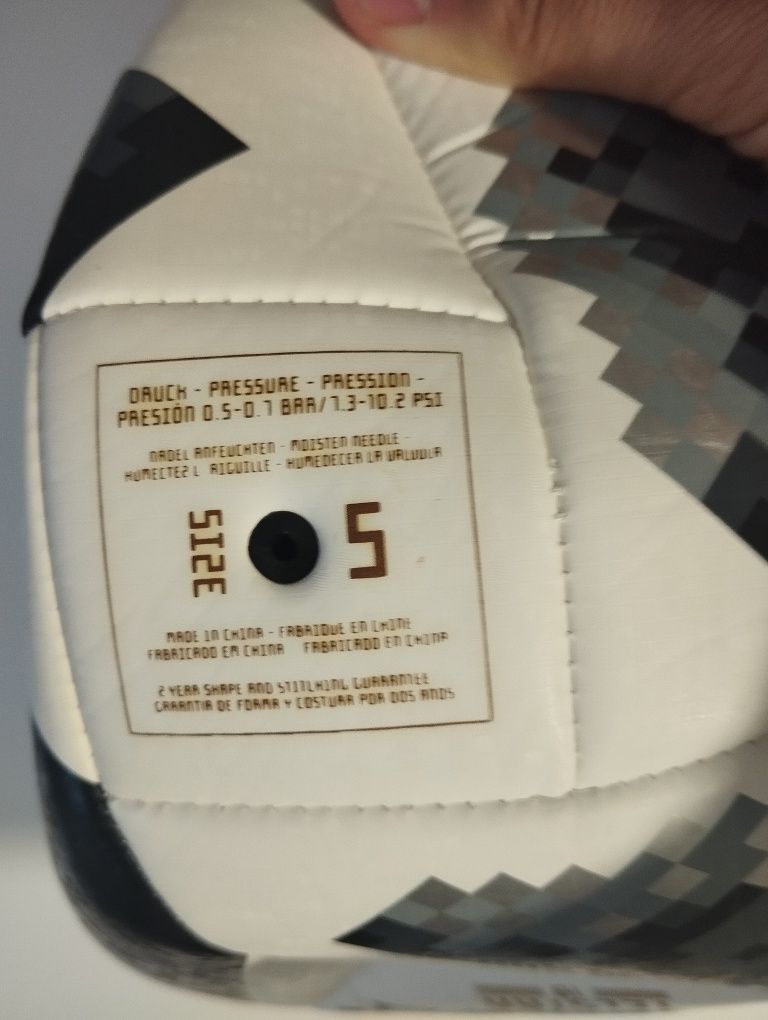 DRUCK - PRESSURE - PRESSION -
PRESIÓN 0.5-0.7 BAR/7.3-10.2 PSI
NADEL ANFEUCHTEN - MOISTEN NEEDLE -
HUMECTEZ L AIGUILLE - HUMEDECER LA VALVULA
SIZE 5
MADE IN CHINA - FABRIQUE EN CHINE
FABRICADO EM CHINA FABRICADO EN CHINA
2 YEAR SHAPE AND STITCHING GUARANTEE
GARANTIA DE FORMA Y COSTURA POR DOS ANOS